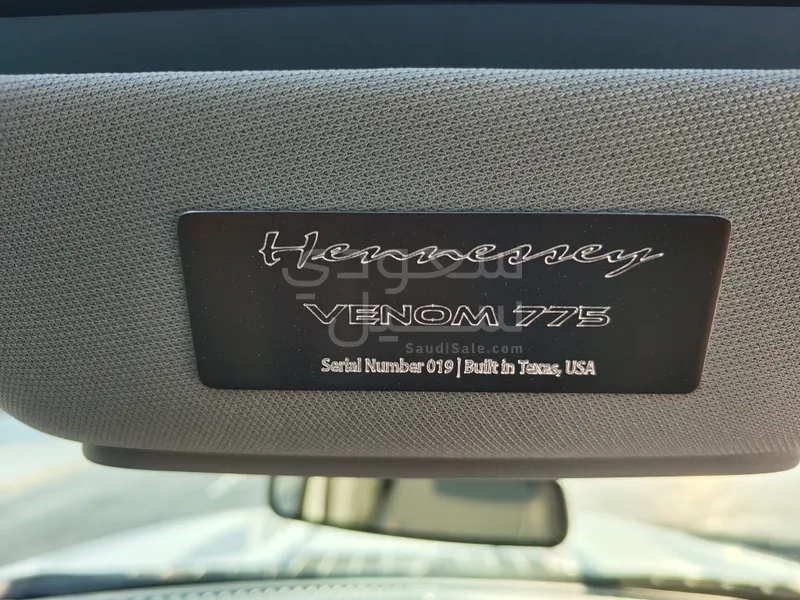 Hennessey
سعودي
سيل
VENOM 775
SaudiSale.com
Serial Number 019 | Built in Texas, USA